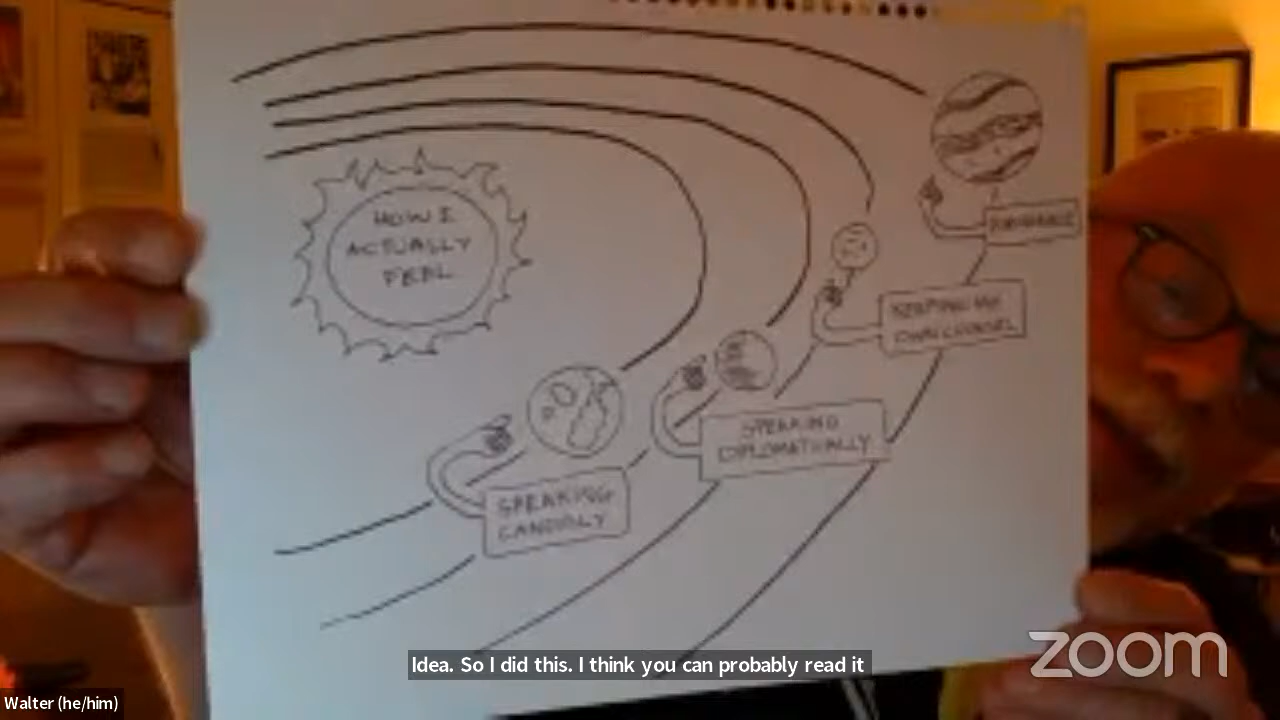 HOW I
ACTUALLY
FEEL
KEEPING MY
OWN COUNSEL
SPEAKING
DIPLOMATICALLY
SPEAKING
CANDIDLY
Idea. So I did this. I think you can probably read it
zoom
Walter (he/him)